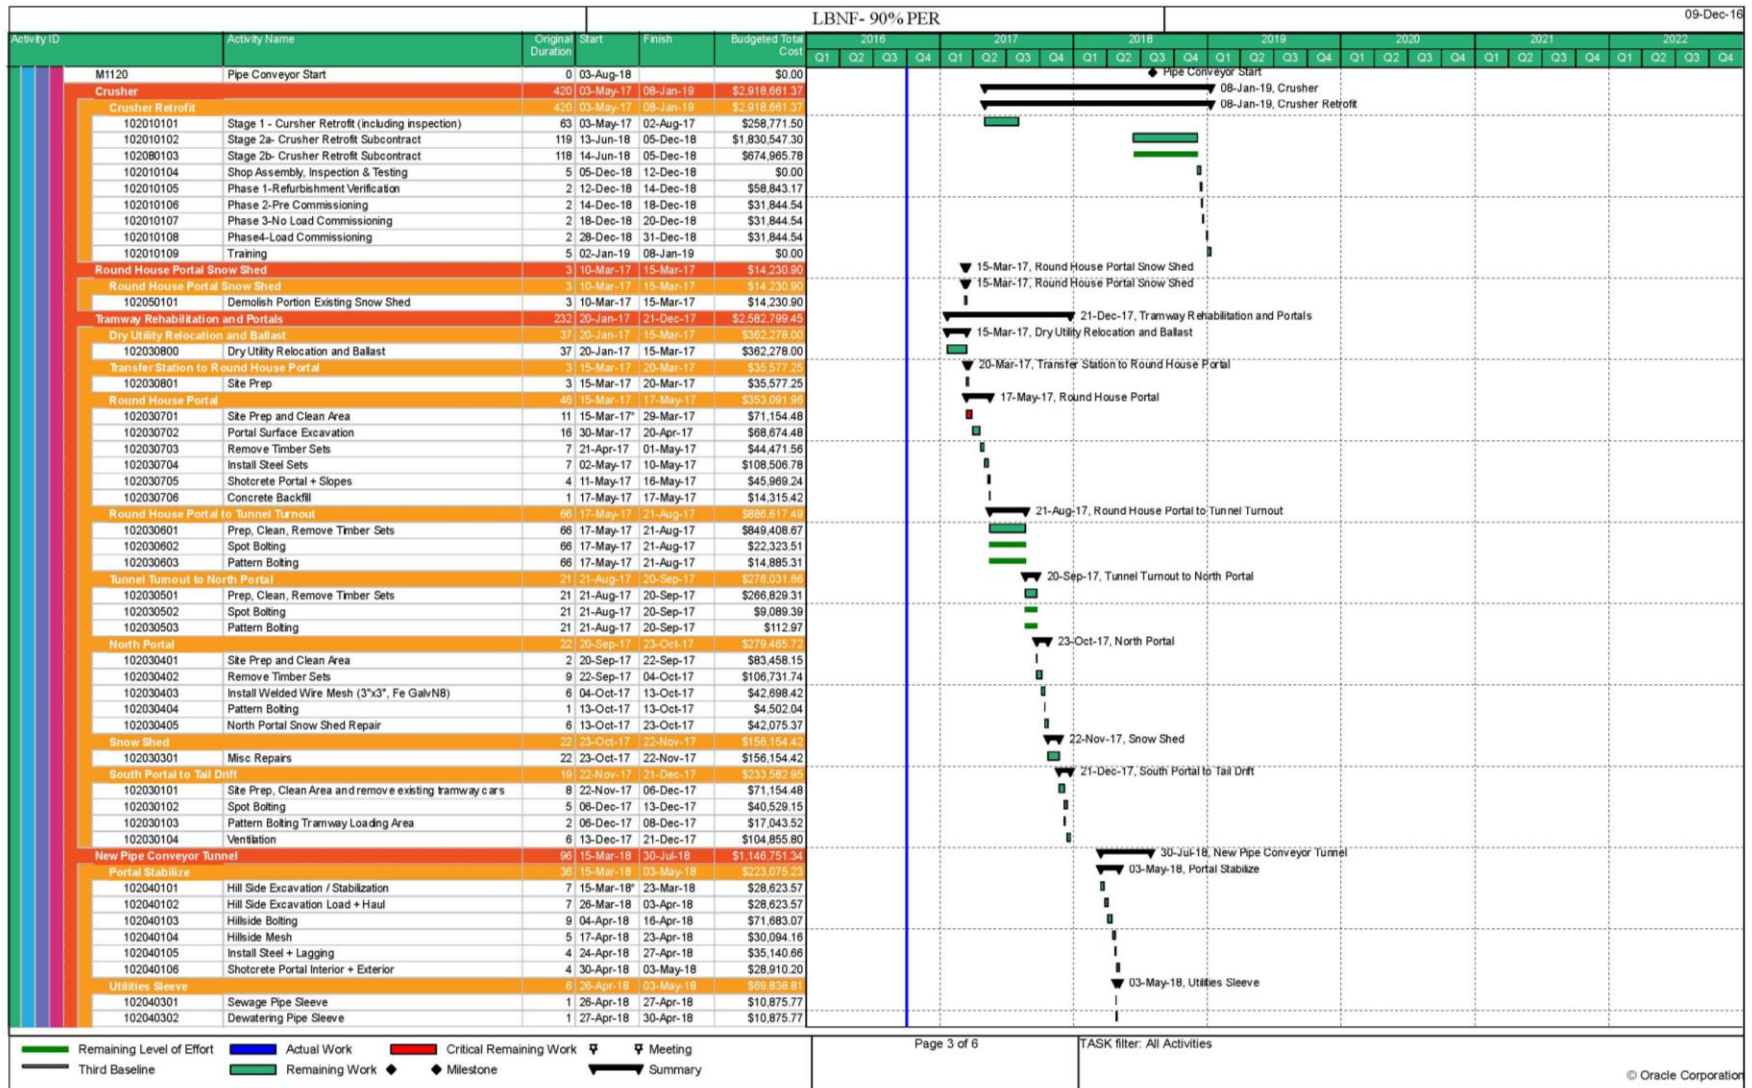 LBNF- 90% PER
09-Dec-16
Activity ID Activity Name Original Duration Start Finish Budgeted Total Cost 2016 2017 2018 2019 2020 2021 2022
Q1 Q2 Q3 Q4 Q1 Q2 Q3 Q4 Q1 Q2 Q3 Q4 Q1 Q2 Q3 Q4 Q1 Q2 Q3 Q4 Q1 Q2 Q3 Q4 Q1 Q2 Q3 Q4
M1120 Pipe Conveyor Start 0 03-Aug-18 $0.00 Pipe Conveyor Start
Crusher 420 03-May-17 08-Jan-19 $2,918,661.37 08-Jan-19, Crusher
Crusher Retrofit 420 03-May-17 08-Jan-19 $2,918,661.37 08-Jan-19, Crusher Retrofit
102010101 Stage 1 - Cursher Retrofit (including inspection) 63 03-May-17 02-Aug-17 $258,771.50
102010102 Stage 2a- Crusher Retrofit Subcontract 119 13-Jun-18 05-Dec-18 $1,830,547.30
102080103 Stage 2b- Crusher Retrofit Subcontract 118 14-Jun-18 05-Dec-18 $674,965.78
102010104 Shop Assembly, Inspection & Testing 5 05-Dec-18 12-Dec-18 $0.00
102010105 Phase 1-Refurbishment Verification 2 12-Dec-18 14-Dec-18 $58,843.17
102010106 Phase 2-Pre Commissioning 2 14-Dec-18 18-Dec-18 $31,844.54
102010107 Phase 3-No Load Commissioning 2 18-Dec-18 20-Dec-18 $31,844.54
102010108 Phase4-Load Commissioning 2 28-Dec-18 31-Dec-18 $31,844.54
102010109 Training 5 02-Jan-19 08-Jan-19 $0.00
Round House Portal Snow Shed 3 10-Mar-17 15-Mar-17 $14,230.90 15-Mar-17, Round House Portal Snow Shed
Round House Portal Snow Shed 3 10-Mar-17 15-Mar-17 $14,230.90 15-Mar-17, Round House Portal Snow Shed
102050101 Demolish Portion Existing Snow Shed 3 10-Mar-17 15-Mar-17 $14,230.90
Tramway Rehabilitation and Portals 232 20-Jan-17 21-Dec-17 $2,582,799.45 21-Dec-17, Tramway Rehabilitation and Portals
Dry Utility Relocation and Ballast 37 20-Jan-17 15-Mar-17 $362,278.00 15-Mar-17, Dry Utility Relocation and Ballast
102030800 Dry Utility Relocation and Ballast 37 20-Jan-17 15-Mar-17 $362,278.00
Transfer Station to Round House Portal 3 15-Mar-17 20-Mar-17 $35,577.25 20-Mar-17, Transfer Station to Round House Portal
102030801 Site Prep 3 15-Mar-17 20-Mar-17 $35,577.25
Round House Portal 46 15-Mar-17 17-May-17 $353,091.96 17-May-17, Round House Portal
102030701 Site Prep and Clean Area 11 15-Mar-17* 29-Mar-17 $71,154.48
102030702 Portal Surface Excavation 16 30-Mar-17 20-Apr-17 $68,674.48
102030703 Remove Timber Sets 7 21-Apr-17 01-May-17 $44,471.56
102030704 Install Steel Sets 7 02-May-17 10-May-17 $108,506.78
102030705 Shotcrete Portal + Slopes 4 11-May-17 16-May-17 $45,969.24
102030706 Concrete Backfill 1 17-May-17 17-May-17 $14,315.42
Round House Portal to Tunnel Turnout 66 17-May-17 21-Aug-17 $886,617.49 21-Aug-17, Round House Portal to Tunnel Turnout
102030601 Prep, Clean, Remove Timber Sets 66 17-May-17 21-Aug-17 $849,408.67
102030602 Spot Bolting 66 17-May-17 21-Aug-17 $22,323.51
102030603 Pattern Bolting 66 17-May-17 21-Aug-17 $14,885.31
Tunnel Turnout to North Portal 21 21-Aug-17 20-Sep-17 $276,031.66 20-Sep-17, Tunnel Turnout to North Portal
102030501 Prep, Clean, Remove Timber Sets 21 21-Aug-17 20-Sep-17 $266,829.31
102030502 Spot Bolting 21 21-Aug-17 20-Sep-17 $9,089.39
102030503 Pattern Bolting 21 21-Aug-17 20-Sep-17 $112.97
North Portal 22 20-Sep-17 23-Oct-17 $279,465.72 23-Oct-17, North Portal
102030401 Site Prep and Clean Area 2 20-Sep-17 22-Sep-17 $83,458.15
102030402 Remove Timber Sets 9 22-Sep-17 04-Oct-17 $106,731.74
102030403 Install Welded Wire Mesh (3"x3", Fe GalvN8) 6 04-Oct-17 13-Oct-17 $42,698.42
102030404 Pattern Bolting 1 13-Oct-17 13-Oct-17 $4,502.04
102030405 North Portal Snow Shed Repair 6 13-Oct-17 23-Oct-17 $42,075.37
Snow Shed 22 23-Oct-17 22-Nov-17 $156,154.42 22-Nov-17, Snow Shed
102030301 Misc Repairs 22 23-Oct-17 22-Nov-17 $156,154.42
South Portal to Tail Drift 19 22-Nov-17 21-Dec-17 $233,582.95 21-Dec-17, South Portal to Tail Drift
102030101 Site Prep, Clean Area and remove existing tramway cars 8 22-Nov-17 06-Dec-17 $71,154.48
102030102 Spot Bolting 5 06-Dec-17 13-Dec-17 $40,529.15
102030103 Pattern Bolting Tramway Loading Area 2 06-Dec-17 08-Dec-17 $17,043.52
102030104 Ventilation 6 13-Dec-17 21-Dec-17 $104,855.80
New Pipe Conveyor Tunnel 96 15-Mar-18 30-Jul-18 $1,146,751.34 30-Jul-18, New Pipe Conveyor Tunnel
Portal Stabilize 36 15-Mar-18 03-May-18 $223,075.23 03-May-18, Portal Stabilize
102040101 Hill Side Excavation / Stabilization 7 15-Mar-18* 23-Mar-18 $28,623.57
102040102 Hill Side Excavation Load + Haul 7 26-Mar-18 03-Apr-18 $28,623.57
102040103 Hillside Bolting 9 04-Apr-18 16-Apr-18 $71,683.07
102040104 Hillside Mesh 5 17-Apr-18 23-Apr-18 $30,094.16
102040105 Install Steel + Lagging 4 24-Apr-18 27-Apr-18 $35,140.66
102040106 Shotcrete Portal Interior + Exterior 4 30-Apr-18 03-May-18 $28,910.20
Utilities Sleeve 6 26-Apr-18 03-May-18 $69,838.81 03-May-18, Utilities Sleeve
102040301 Sewage Pipe Sleeve 1 26-Apr-18 27-Apr-18 $10,875.77
102040302 Dewatering Pipe Sleeve 1 27-Apr-18 30-Apr-18 $10,875.77
Remaining Level of Effort Actual Work Critical Remaining Work Meeting
Third Baseline Remaining Work Milestone Summary
Page 3 of 6
TASK filter: All Activities
© Oracle Corporation